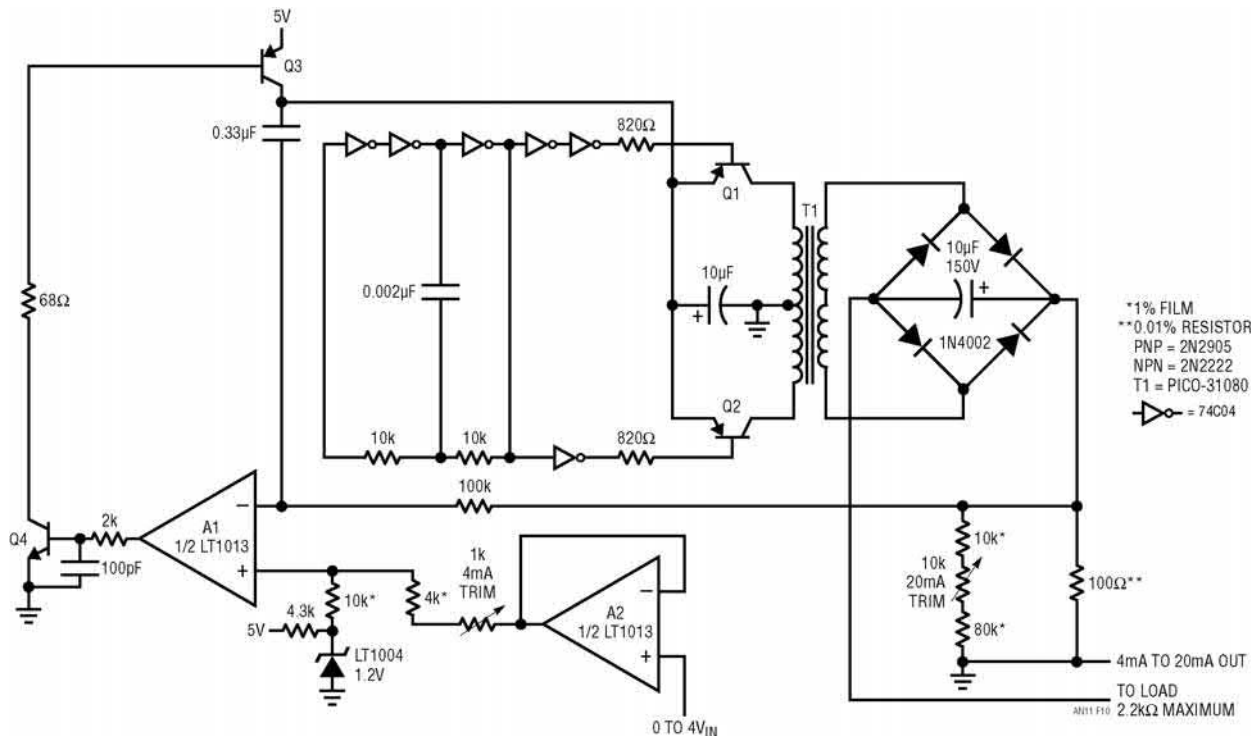 5V
Q3
0.33µF
820Ω
Q1
T1
68Ω
0.002µF
10µF
+
10µF
150V
+
1N4002
*1% FILM
**0.01% RESISTOR
PNP = 2N2905
NPN = 2N2222
T1 = PICO-31080
= 74C04
Q2
10k
10k
820Ω
100k
Q4
2k
100pF
−
A1
1/2 LT1013
+
10k*
4.3k
5V
LT1004
1.2V
4k*
1k
4mA
TRIM
−
A2
1/2 LT1013
+
0 TO 4VIN
10k*
10k
20mA
TRIM
80k*
100Ω**
4mA TO 20mA OUT
TO LOAD
2.2kΩ MAXIMUM
AN11 F10